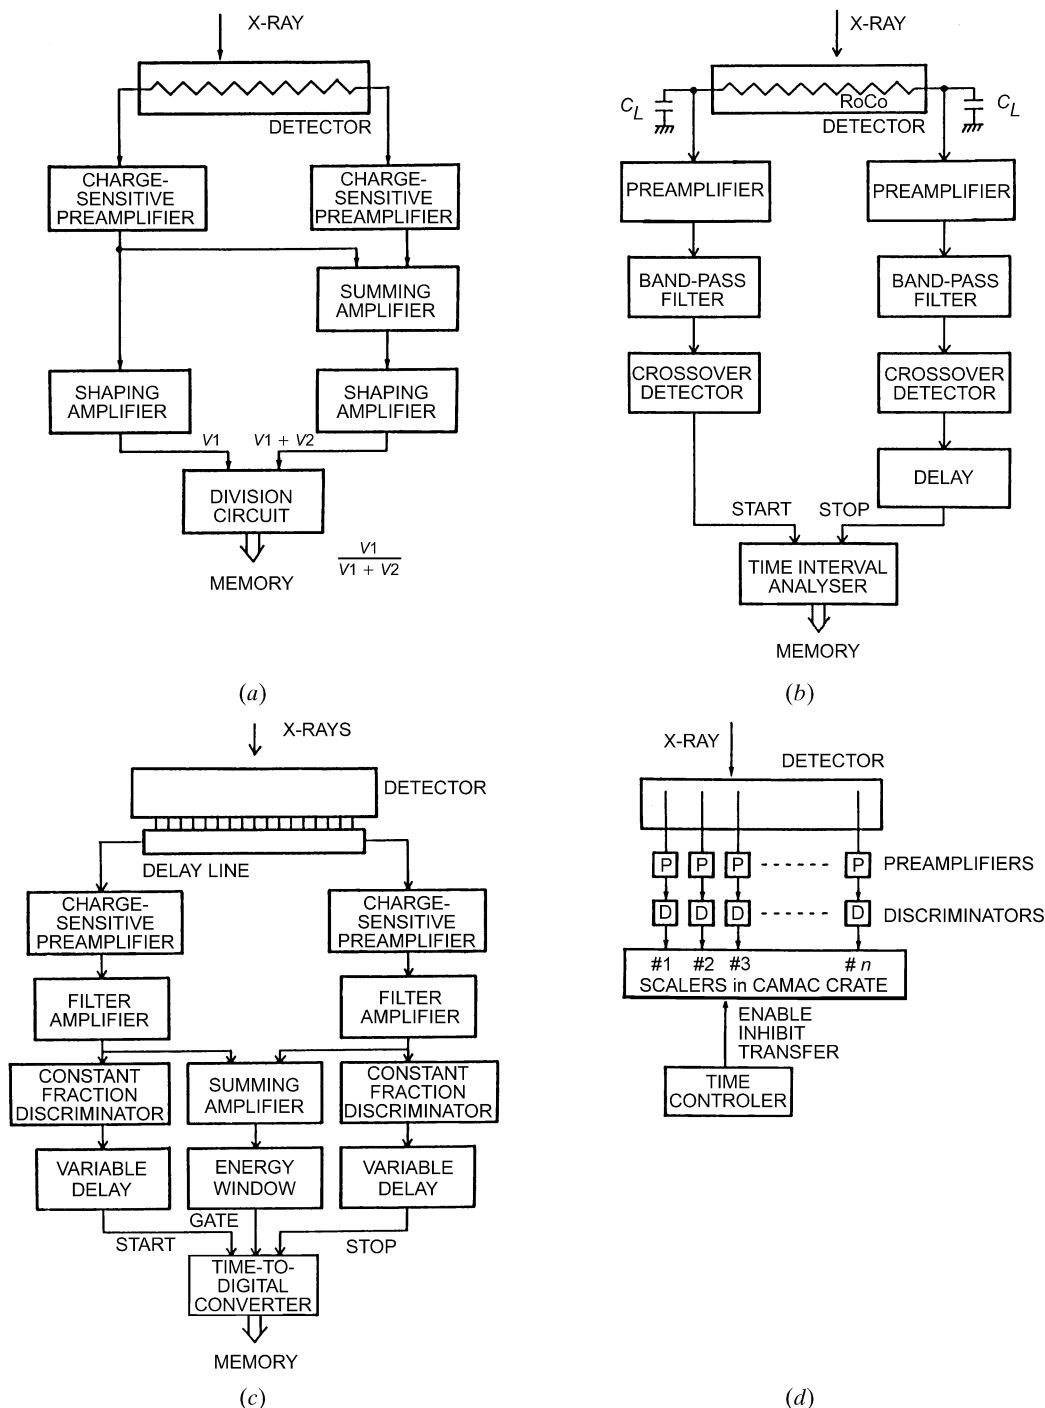 X-RAY
DETECTOR
CHARGE-
SENSITIVE
PREAMPLIFIER
CHARGE-
SENSITIVE
PREAMPLIFIER
SUMMING
AMPLIFIER
SHAPING
AMPLIFIER
SHAPING
AMPLIFIER
V1
V1 + V2
DIVISION
CIRCUIT
V1
V1 + V2
MEMORY
(a)
X-RAY
CL
RoCo
CL
DETECTOR
PREAMPLIFIER
PREAMPLIFIER
BAND-PASS
FILTER
BAND-PASS
FILTER
CROSSOVER
DETECTOR
CROSSOVER
DETECTOR
DELAY
START
STOP
TIME INTERVAL
ANALYSER
MEMORY
(b)
X-RAYS
DETECTOR
DELAY LINE
CHARGE-
SENSITIVE
PREAMPLIFIER
CHARGE-
SENSITIVE
PREAMPLIFIER
FILTER
AMPLIFIER
FILTER
AMPLIFIER
CONSTANT
FRACTION
DISCRIMINATOR
SUMMING
AMPLIFIER
CONSTANT
FRACTION
DISCRIMINATOR
VARIABLE
DELAY
ENERGY
WINDOW
VARIABLE
DELAY
GATE
START
STOP
TIME-TO-
DIGITAL
CONVERTER
MEMORY
(c)
X-RAY
DETECTOR
P P P ------ P PREAMPLIFIERS
D D D ------ D DISCRIMINATORS
#1 #2 #3 # n
SCALERS in CAMAC CRATE
ENABLE
INHIBIT
TRANSFER
TIME
CONTROLER
(d)